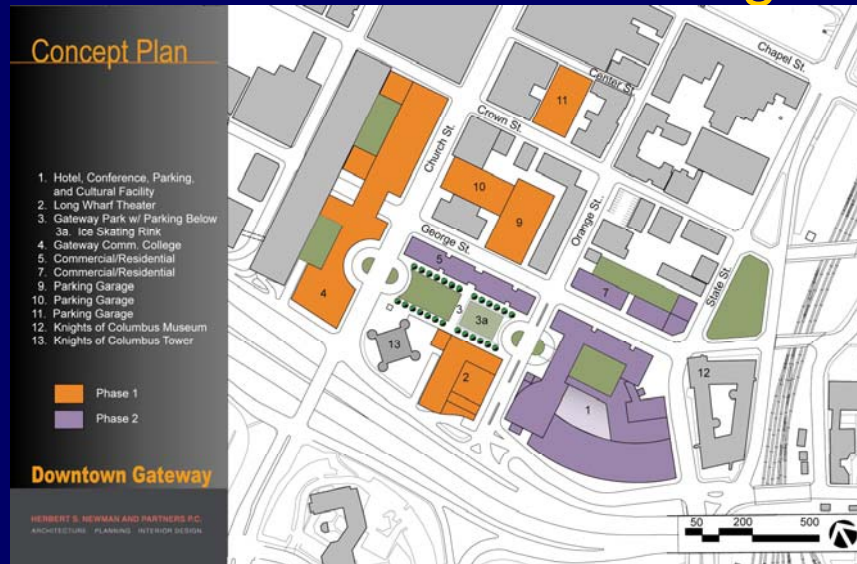 Concept Plan
1. Hotel, Conference, Parking,
and Cultural Facility
2. Long Wharf Theater
3. Gateway Park w/ Parking Below
3a. Ice Skating Rink
4. Gateway Comm. College
5. Commercial/Residential
7. Commercial/Residential
9. Parking Garage
10. Parking Garage
11. Parking Garage
12. Knights of Columbus Museum
13. Knights of Columbus Tower
Phase 1
Phase 2
Downtown Gateway
HERBERT S. NEWMAN AND PARTNERS P.C.
ARCHITECTURE PLANNING INTERIOR DESIGN
Chapel St.
Center St.
11
Crown St.
Church St.
10
9
Orange St.
George St.
5
State St.
7
4
3
3a
13
2
12
1
50 200 500